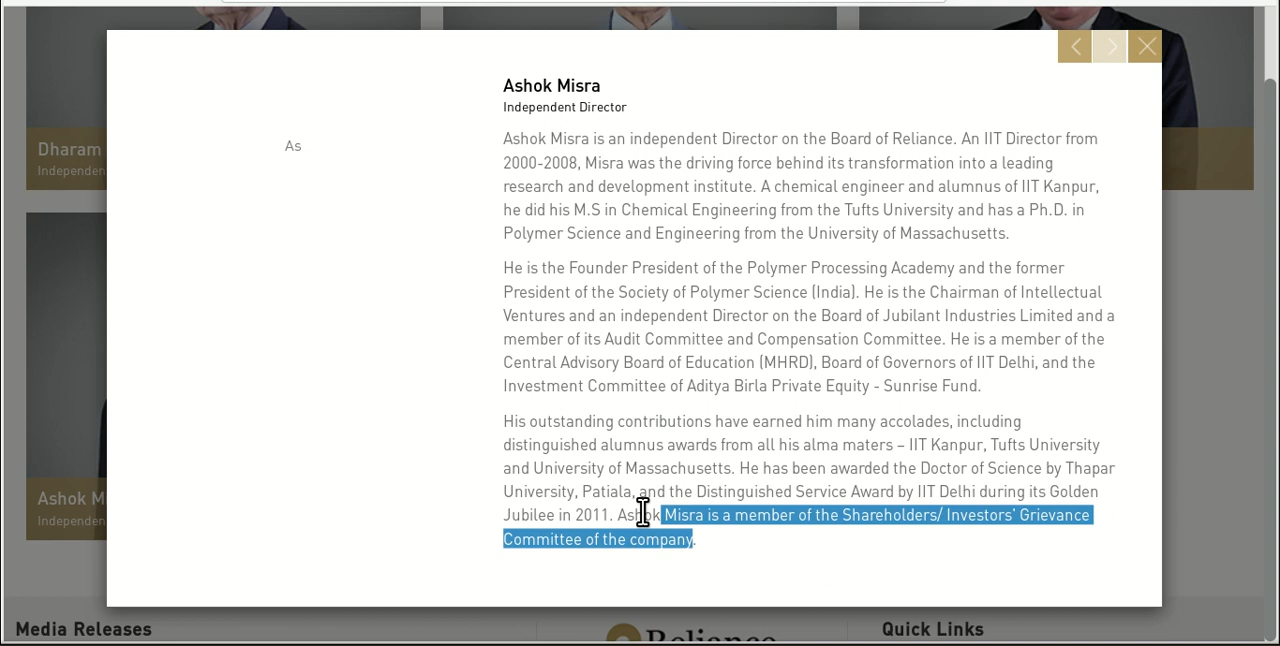 Ashok Misra
Independent Director
As
Ashok Misra is an independent Director on the Board of Reliance. An IIT Director from
2000-2008, Misra was the driving force behind its transformation into a leading
research and development institute. A chemical engineer and alumnus of IIT Kanpur,
he did his M.S in Chemical Engineering from the Tufts University and has a Ph.D. in
Polymer Science and Engineering from the University of Massachusetts.
He is the Founder President of the Polymer Processing Academy and the former
President of the Society of Polymer Science (India). He is the Chairman of Intellectual
Ventures and an independent Director on the Board of Jubilant Industries Limited and a
member of its Audit Committee and Compensation Committee. He is a member of the
Central Advisory Board of Education (MHRD), Board of Governors of IIT Delhi, and the
Investment Committee of Aditya Birla Private Equity - Sunrise Fund.
His outstanding contributions have earned him many accolades, including
distinguished alumnus awards from all his alma maters – IIT Kanpur, Tufts University
and University of Massachusetts. He has been awarded the Doctor of Science by Thapar
University, Patiala, and the Distinguished Service Award by IIT Delhi during its Golden
Jubilee in 2011. Ashok Misra is a member of the Shareholders/ Investors' Grievance
Committee of the company.
Dharam
Independen
Ashok M
Independent
Media Releases
Reliance
Quick Links